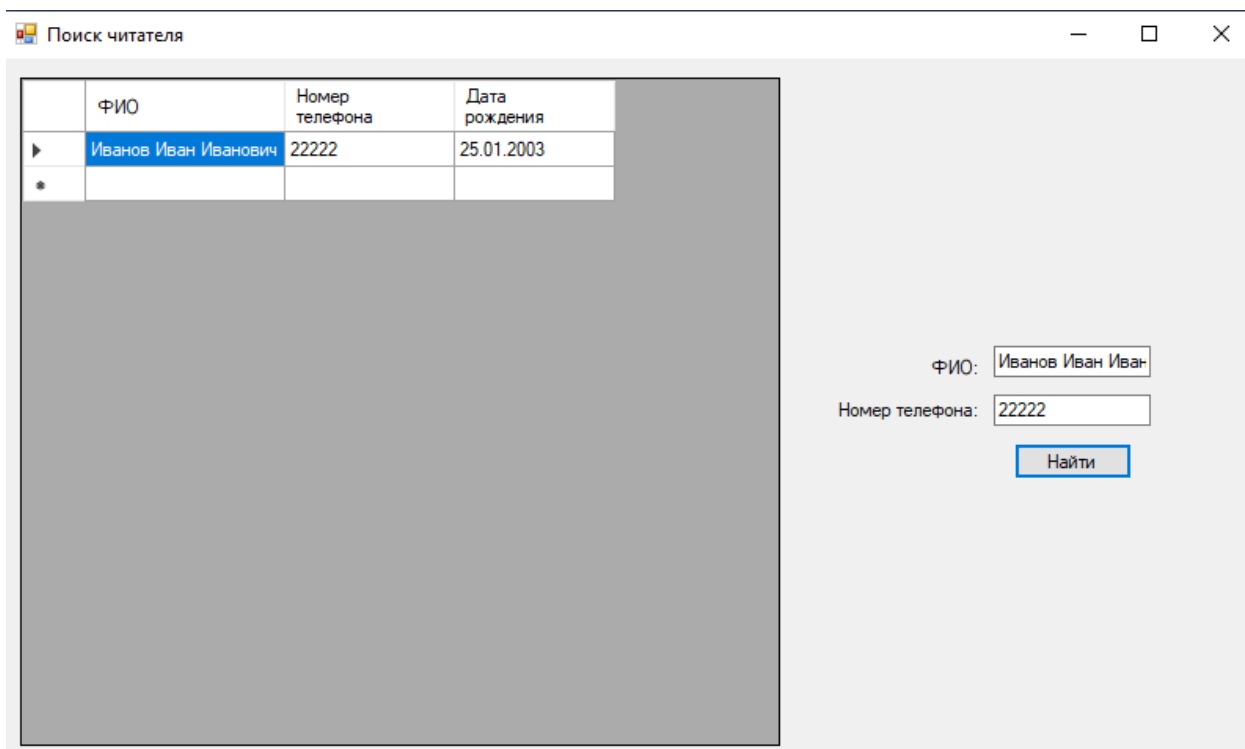 Поиск читателя
ФИО
Номер телефона
Дата рождения
Иванов Иван Иванович 22222 25.01.2003
ФИО: Иванов Иван Иван
Номер телефона: 22222
Найти